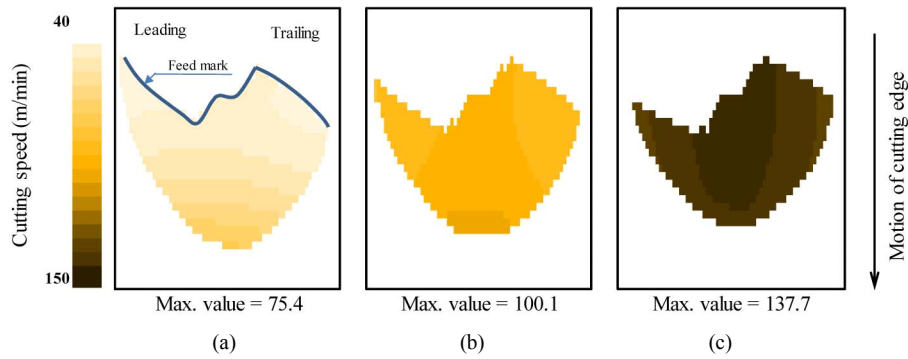 40
Cutting speed (m/min)
150
Leading
Trailing
Feed mark
Motion of cutting edge
Max. value = 75.4
Max. value = 100.1
Max. value = 137.7
(a)
(b)
(c)